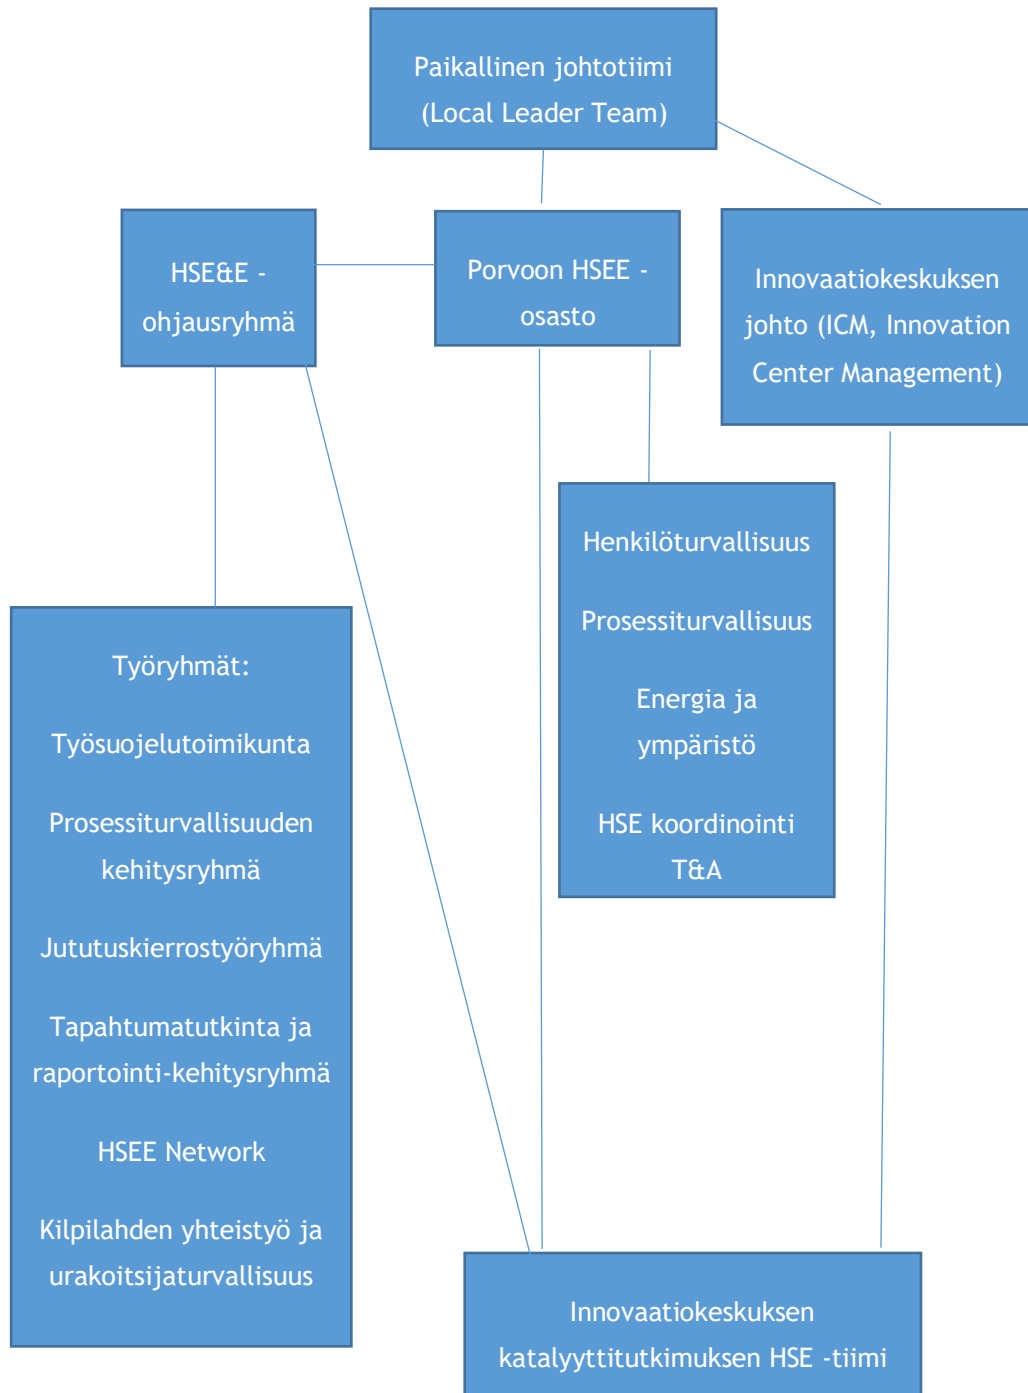 Paikallinen johtotiimi
(Local Leader Team)
HSE&E -
ohjausryhmä
Porvoon HSEE -
osasto
Innovaatiokeskuksen
johto (ICM, Innovation
Center Management)
Henkilöturvallisuus
Prosessiturvallisuus
Energia ja
ympäristö
HSE koordinointi
T&A
Työryhmät:
Työsuojelutoimikunta
Prosessiturvallisuuden
kehitysryhmä
Jututuskierrostyöryhmä
Tapahtumatutkinta ja
raportointi-kehitysryhmä
HSEE Network
Kilpilahden yhteistyö ja
urakoitsijaturvallisuus
Innovaatiokeskuksen
katalyyttitutkimuksen HSE -tiimi